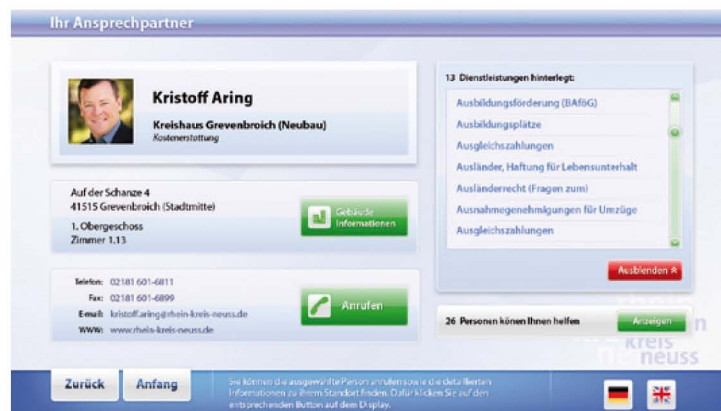 Ihr Ansprechpartner
Kristoff Aring
Kreishaus Grevenbroich (Neubau)
Kostenerstattung
Auf der Schanze 4
41515 Grevenbroich (Stadtmitte)
1. Obergeschoss
Zimmer 1.13
Gebäude
Informationen
Telefon: 02181 601-6811
Fax: 02181 601-6899
E-mail: kristoff.aring@rhein-kreis-neuss.de
WWW: www.rhein-kreis-neuss.de
Anrufen
13 Dienstleistungen hinterlegt:
Ausbildungsförderung (BAföG)
Ausbildungsplätze
Ausgleichszahlungen
Ausländer, Haftung für Lebensunterhalt
Ausländerrecht (Fragen zum)
Ausnahmegenehmigungen für Umzüge
Ausgleichszahlungen
Ausblenden
26 Personen könen Ihnen helfen
Anzeigen
rhein
kreis
neuss
Zurück
Anfang
Sie können die ausgewählte Person anrufen sowie die detaillierten
Informationen zu ihrem Standort finden. Dafür klicken Sie auf den
entsprechenden Button auf dem Display.